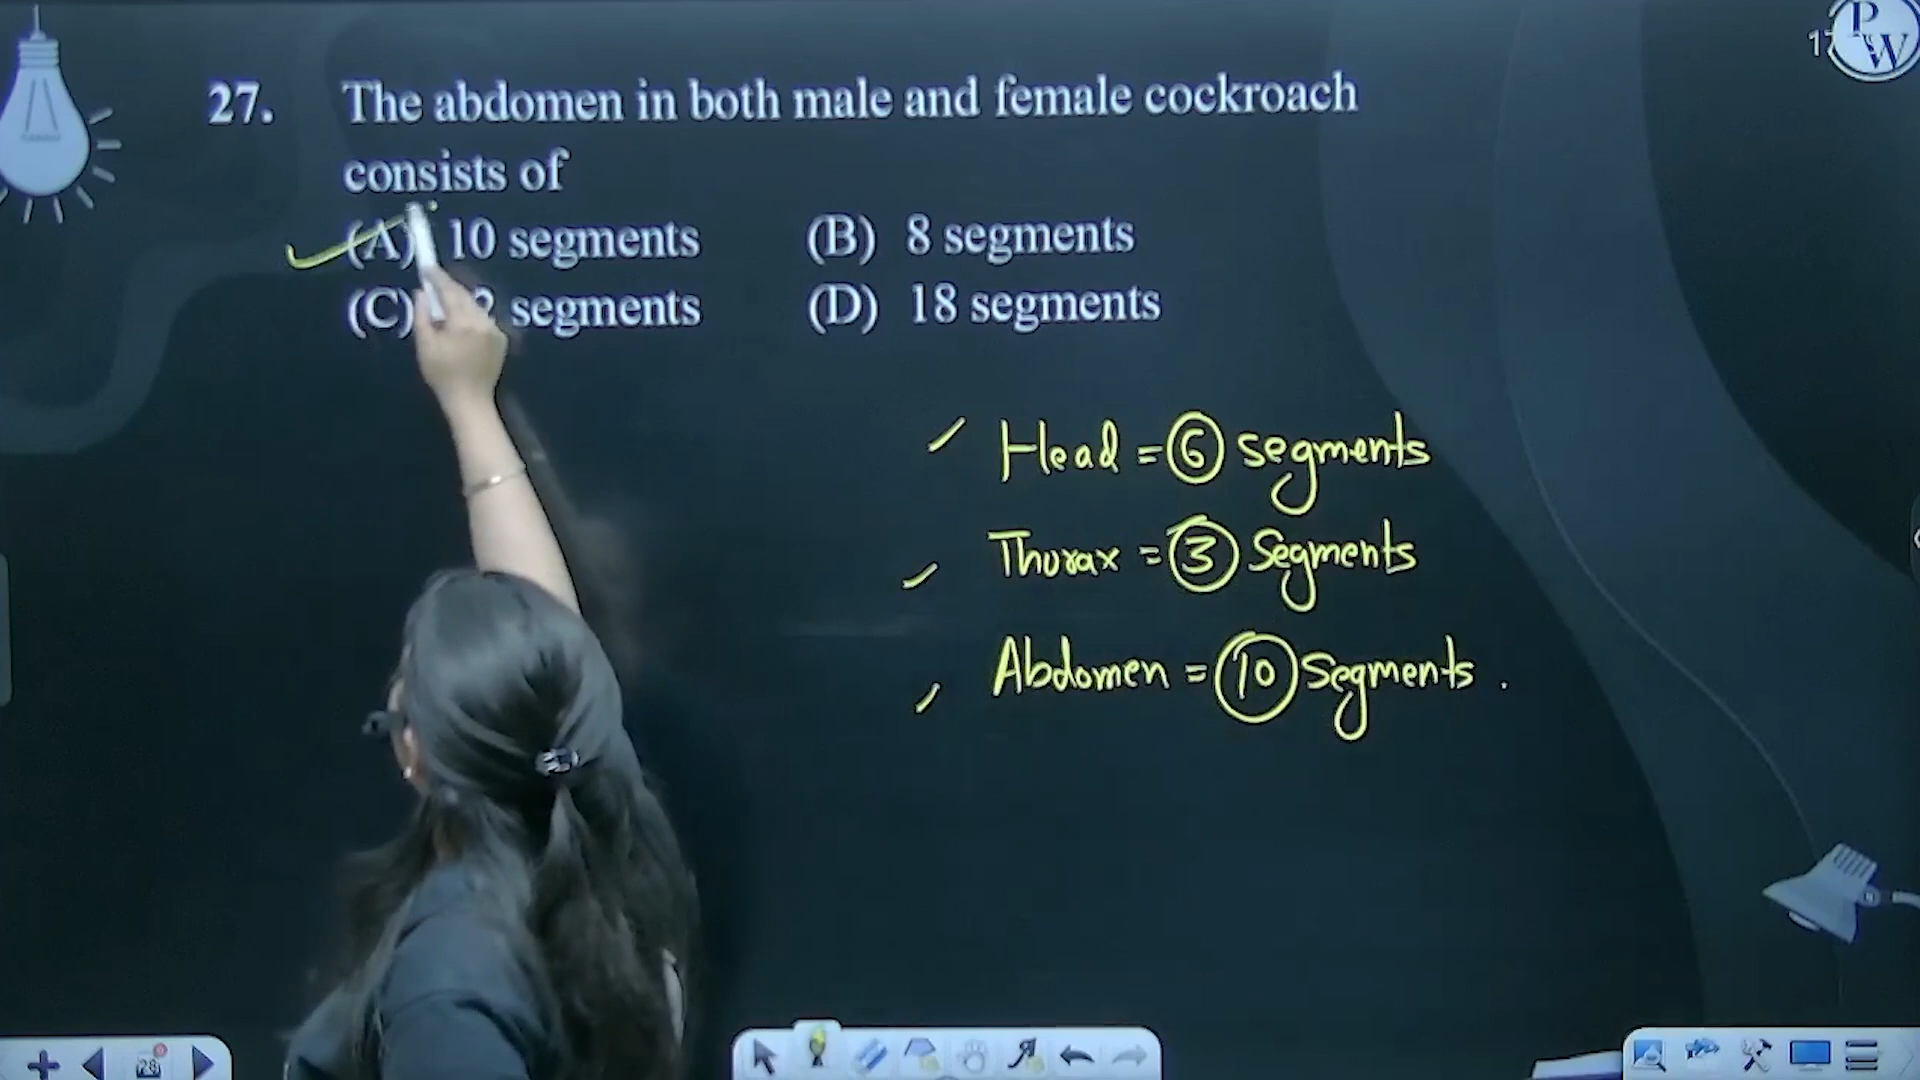 PW
27. The abdomen in both male and female cockroach
consists of
(A) 10 segments (B) 8 segments
(C) segments (D) 18 segments
Head = 6 segments
Thorax = 3 Segments
Abdomen = 10 Segments.